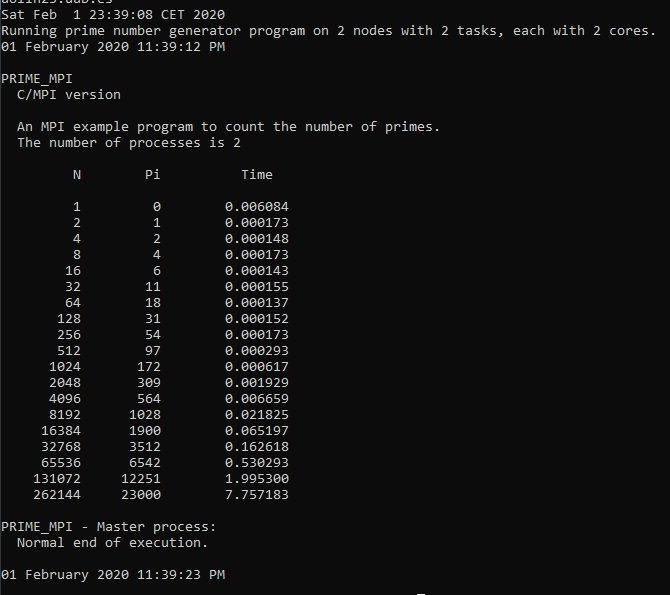 Sat Feb  1 23:39:08 CET 2020
Running prime number generator program on 2 nodes with 2 tasks, each with 2 cores.
01 February 2020 11:39:12 PM
PRIME_MPI
C/MPI version
An MPI example program to count the number of primes.
The number of processes is 2
N Pi Time
1 0 0.006084
2 1 0.000173
4 2 0.000148
8 4 0.000173
16 6 0.000143
32 11 0.000155
64 18 0.000137
128 31 0.000152
256 54 0.000173
512 97 0.000293
1024 172 0.000617
2048 309 0.001929
4096 564 0.006659
8192 1028 0.021825
16384 1900 0.065197
32768 3512 0.162618
65536 6542 0.530293
131072 12251 1.995300
262144 23000 7.757183
PRIME_MPI - Master process:
Normal end of execution.
01 February 2020 11:39:23 PM